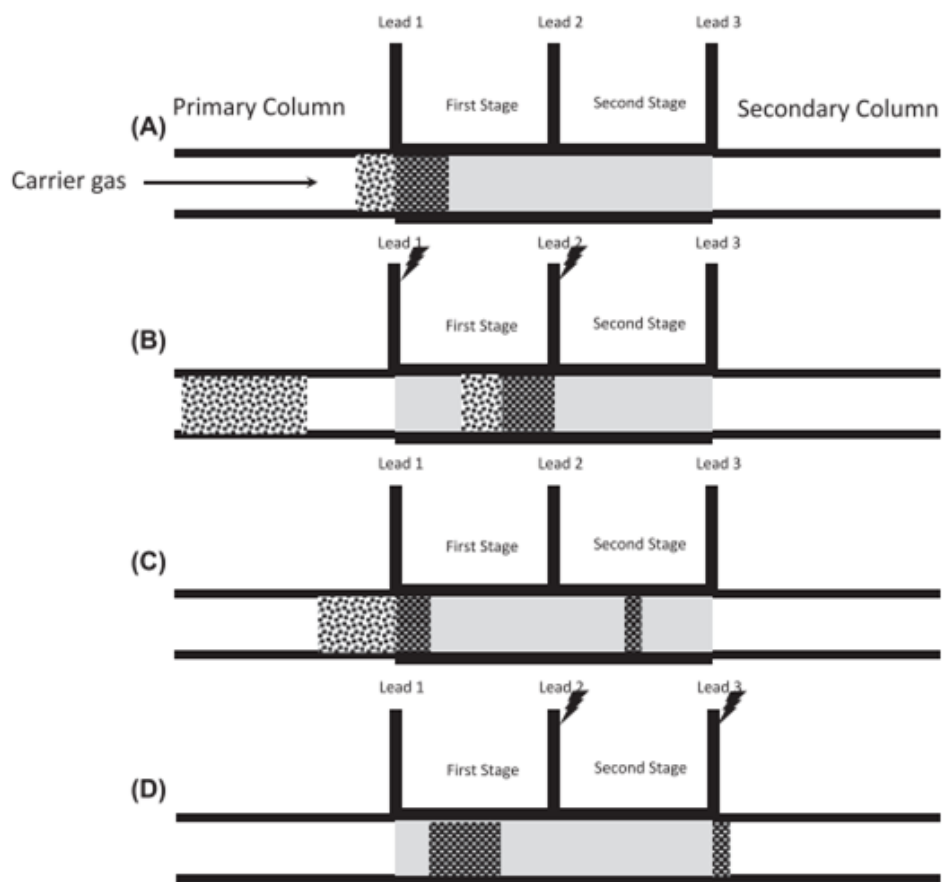 Lead 1 Lead 2 Lead 3
Primary Column First Stage Second Stage Secondary Column
(A)
Carrier gas
Lead 1 Lead 2 Lead 3
First Stage Second Stage
(B)
Lead 1 Lead 2 Lead 3
First Stage Second Stage
(C)
Lead 1 Lead 2 Lead 3
First Stage Second Stage
(D)